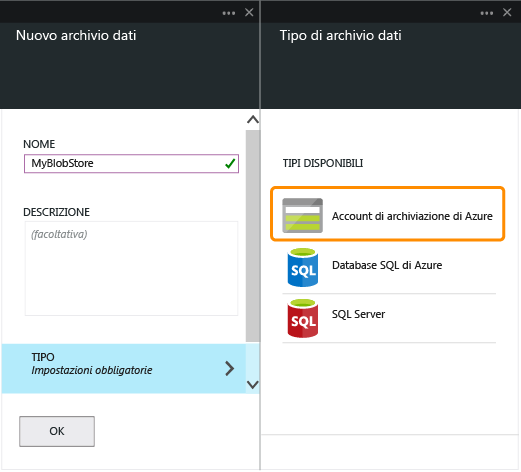 Nuovo archivio dati
NOME
MyBlobStore
DESCRIZIONE
(facoltativa)
TIPO
Impostazioni obbligatorie
OK
Tipo di archivio dati
TIPI DISPONIBILI
Account di archiviazione di Azure
SQL
Database SQL di Azure
SQL
SQL Server